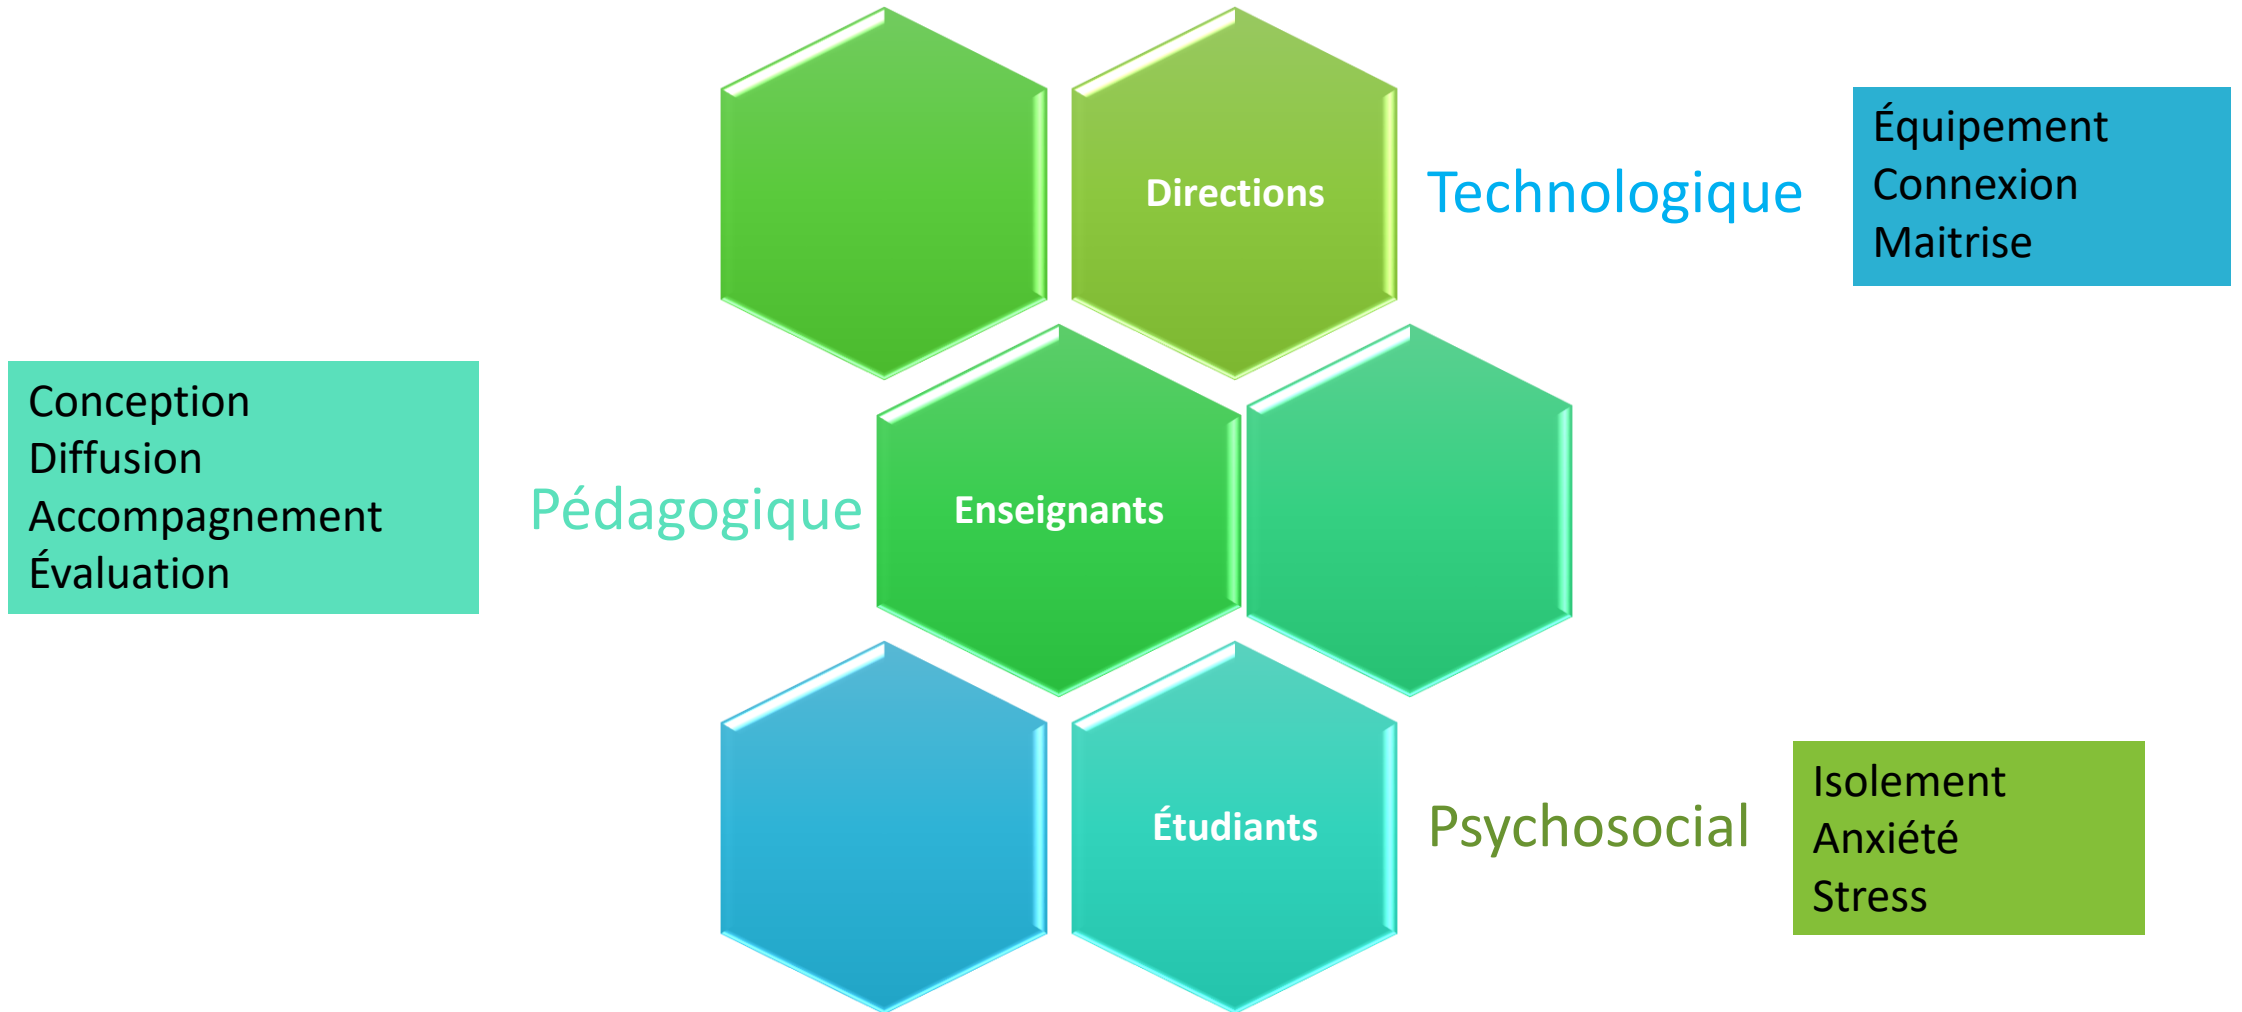 Directions
Technologique
Équipement
Connexion
Maitrise
Conception
Diffusion
Accompagnement
Évaluation
Pédagogique
Enseignants
Étudiants
Psychosocial
Isolement
Anxiété
Stress